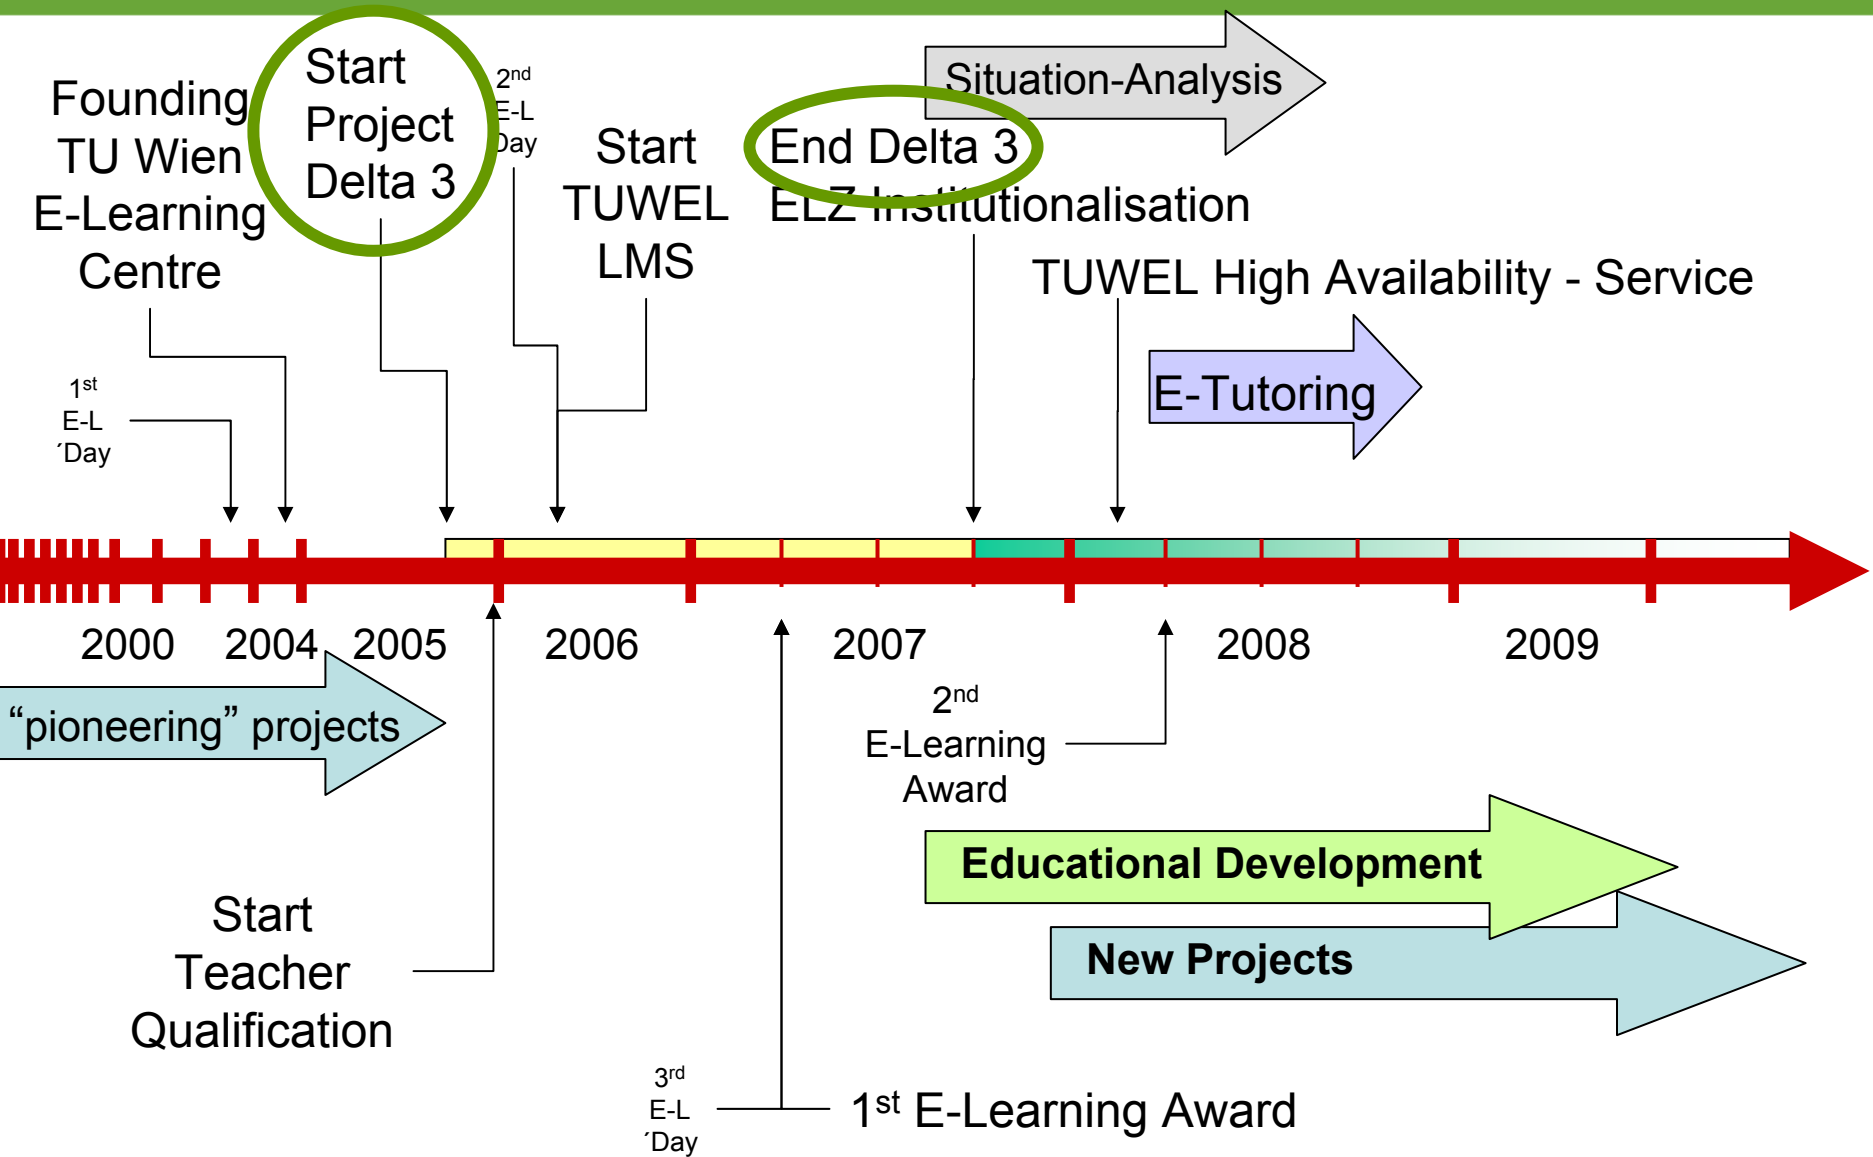 Founding
TU Wien
E-Learning
Centre
Start
Project
Delta 3
2nd
E-L
Day
Start
TUWEL
LMS
Situation-Analysis
End Delta 3
ELZ Institutionalisation
TUWEL High Availability - Service
E-Tutoring
1st
E-L
´Day
2000 2004 2005 2006 2007 2008 2009
“pioneering” projects
2nd
E-Learning
Award
Educational Development
New Projects
Start
Teacher
Qualification
3rd
E-L
´Day
1st E-Learning Award